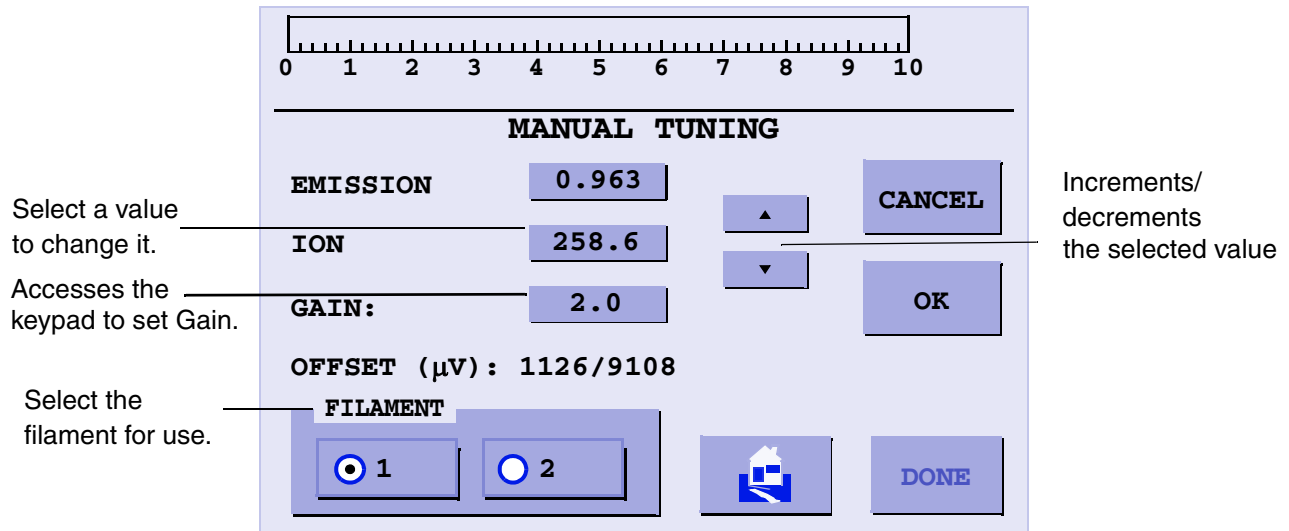 0 1 2 3 4 5 6 7 8 9 10
MANUAL TUNING
EMISSION 0.963
CANCEL
Select a value
to change it.
ION 258.6
Increments/
decrements
the selected value
Accesses the
keypad to set Gain.
GAIN: 2.0
OK
OFFSET (µV): 1126/9108
Select the
filament for use.
FILAMENT
1 2
DONE